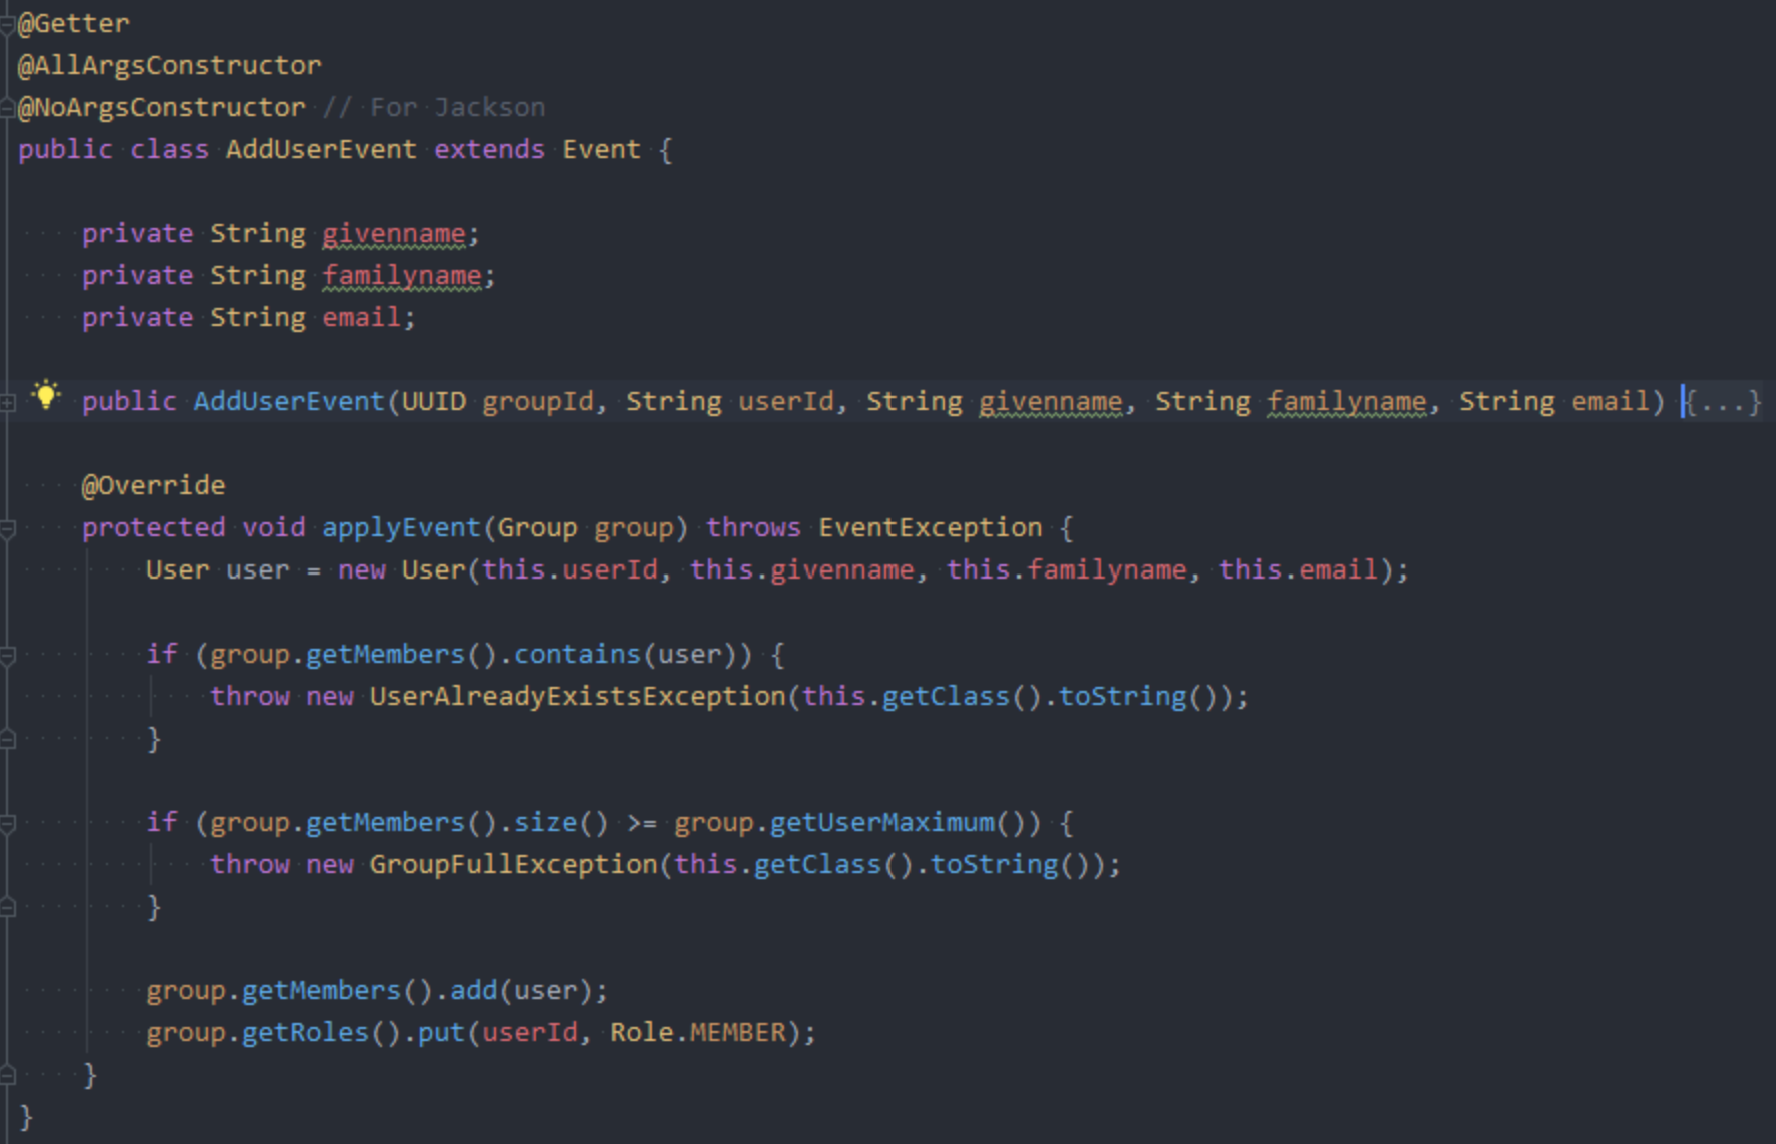 @Getter
@AllArgsConstructor
@NoArgsConstructor // For Jackson
public class AddUserEvent extends Event {
    private String givenname;
    private String familyname;
    private String email;
    public AddUserEvent(UUID groupId, String userId, String givenname, String familyname, String email) {...}
    @Override
    protected void applyEvent(Group group) throws EventException {
        User user = new User(this.userId, this.givenname, this.familyname, this.email);
        if (group.getMembers().contains(user)) {
            throw new UserAlreadyExistsException(this.getClass().toString());
        }
        if (group.getMembers().size() >= group.getUserMaximum()) {
            throw new GroupFullException(this.getClass().toString());
        }
        group.getMembers().add(user);
        group.getRoles().put(userId, Role.MEMBER);
    }
}